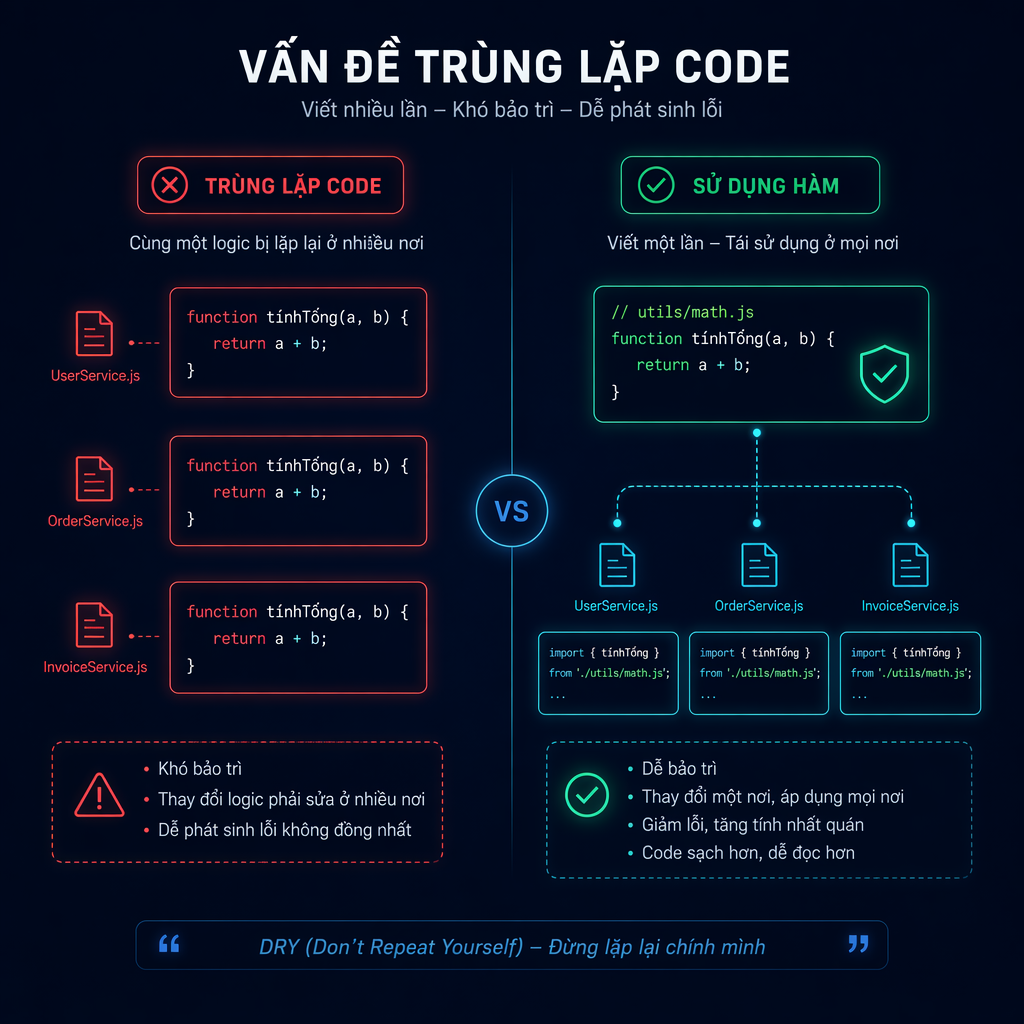 VẤN ĐỀ TRÙNG LẶP CODE
Viết nhiều lần – Khó bảo trì – Dễ phát sinh lỗi
TRÙNG LẶP CODE
Cùng một logic bị lặp lại ở nhiều nơi
UserService.js
function tínhTổng(a, b) {
return a + b;
}
OrderService.js
function tínhTổng(a, b) {
return a + b;
}
InvoiceService.js
function tínhTổng(a, b) {
return a + b;
}
• Khó bảo trì
• Thay đổi logic phải sửa ở nhiều nơi
• Dễ phát sinh lỗi không đồng nhất
VS
SỬ DỤNG HÀM
Viết một lần – Tái sử dụng ở mọi nơi
// utils/math.js
function tínhTổng(a, b) {
return a + b;
}
UserService.js
import { tínhTổng }
from './utils/math.js';
...
OrderService.js
import { tínhTổng }
from './utils/math.js';
...
InvoiceService.js
import { tínhTổng }
from './utils/math.js';
...
• Dễ bảo trì
• Thay đổi một nơi, áp dụng mọi nơi
• Giảm lỗi, tăng tính nhất quán
• Code sạch hơn, dễ đọc hơn
“ DRY (Don't Repeat Yourself) – Đừng lặp lại chính mình ”